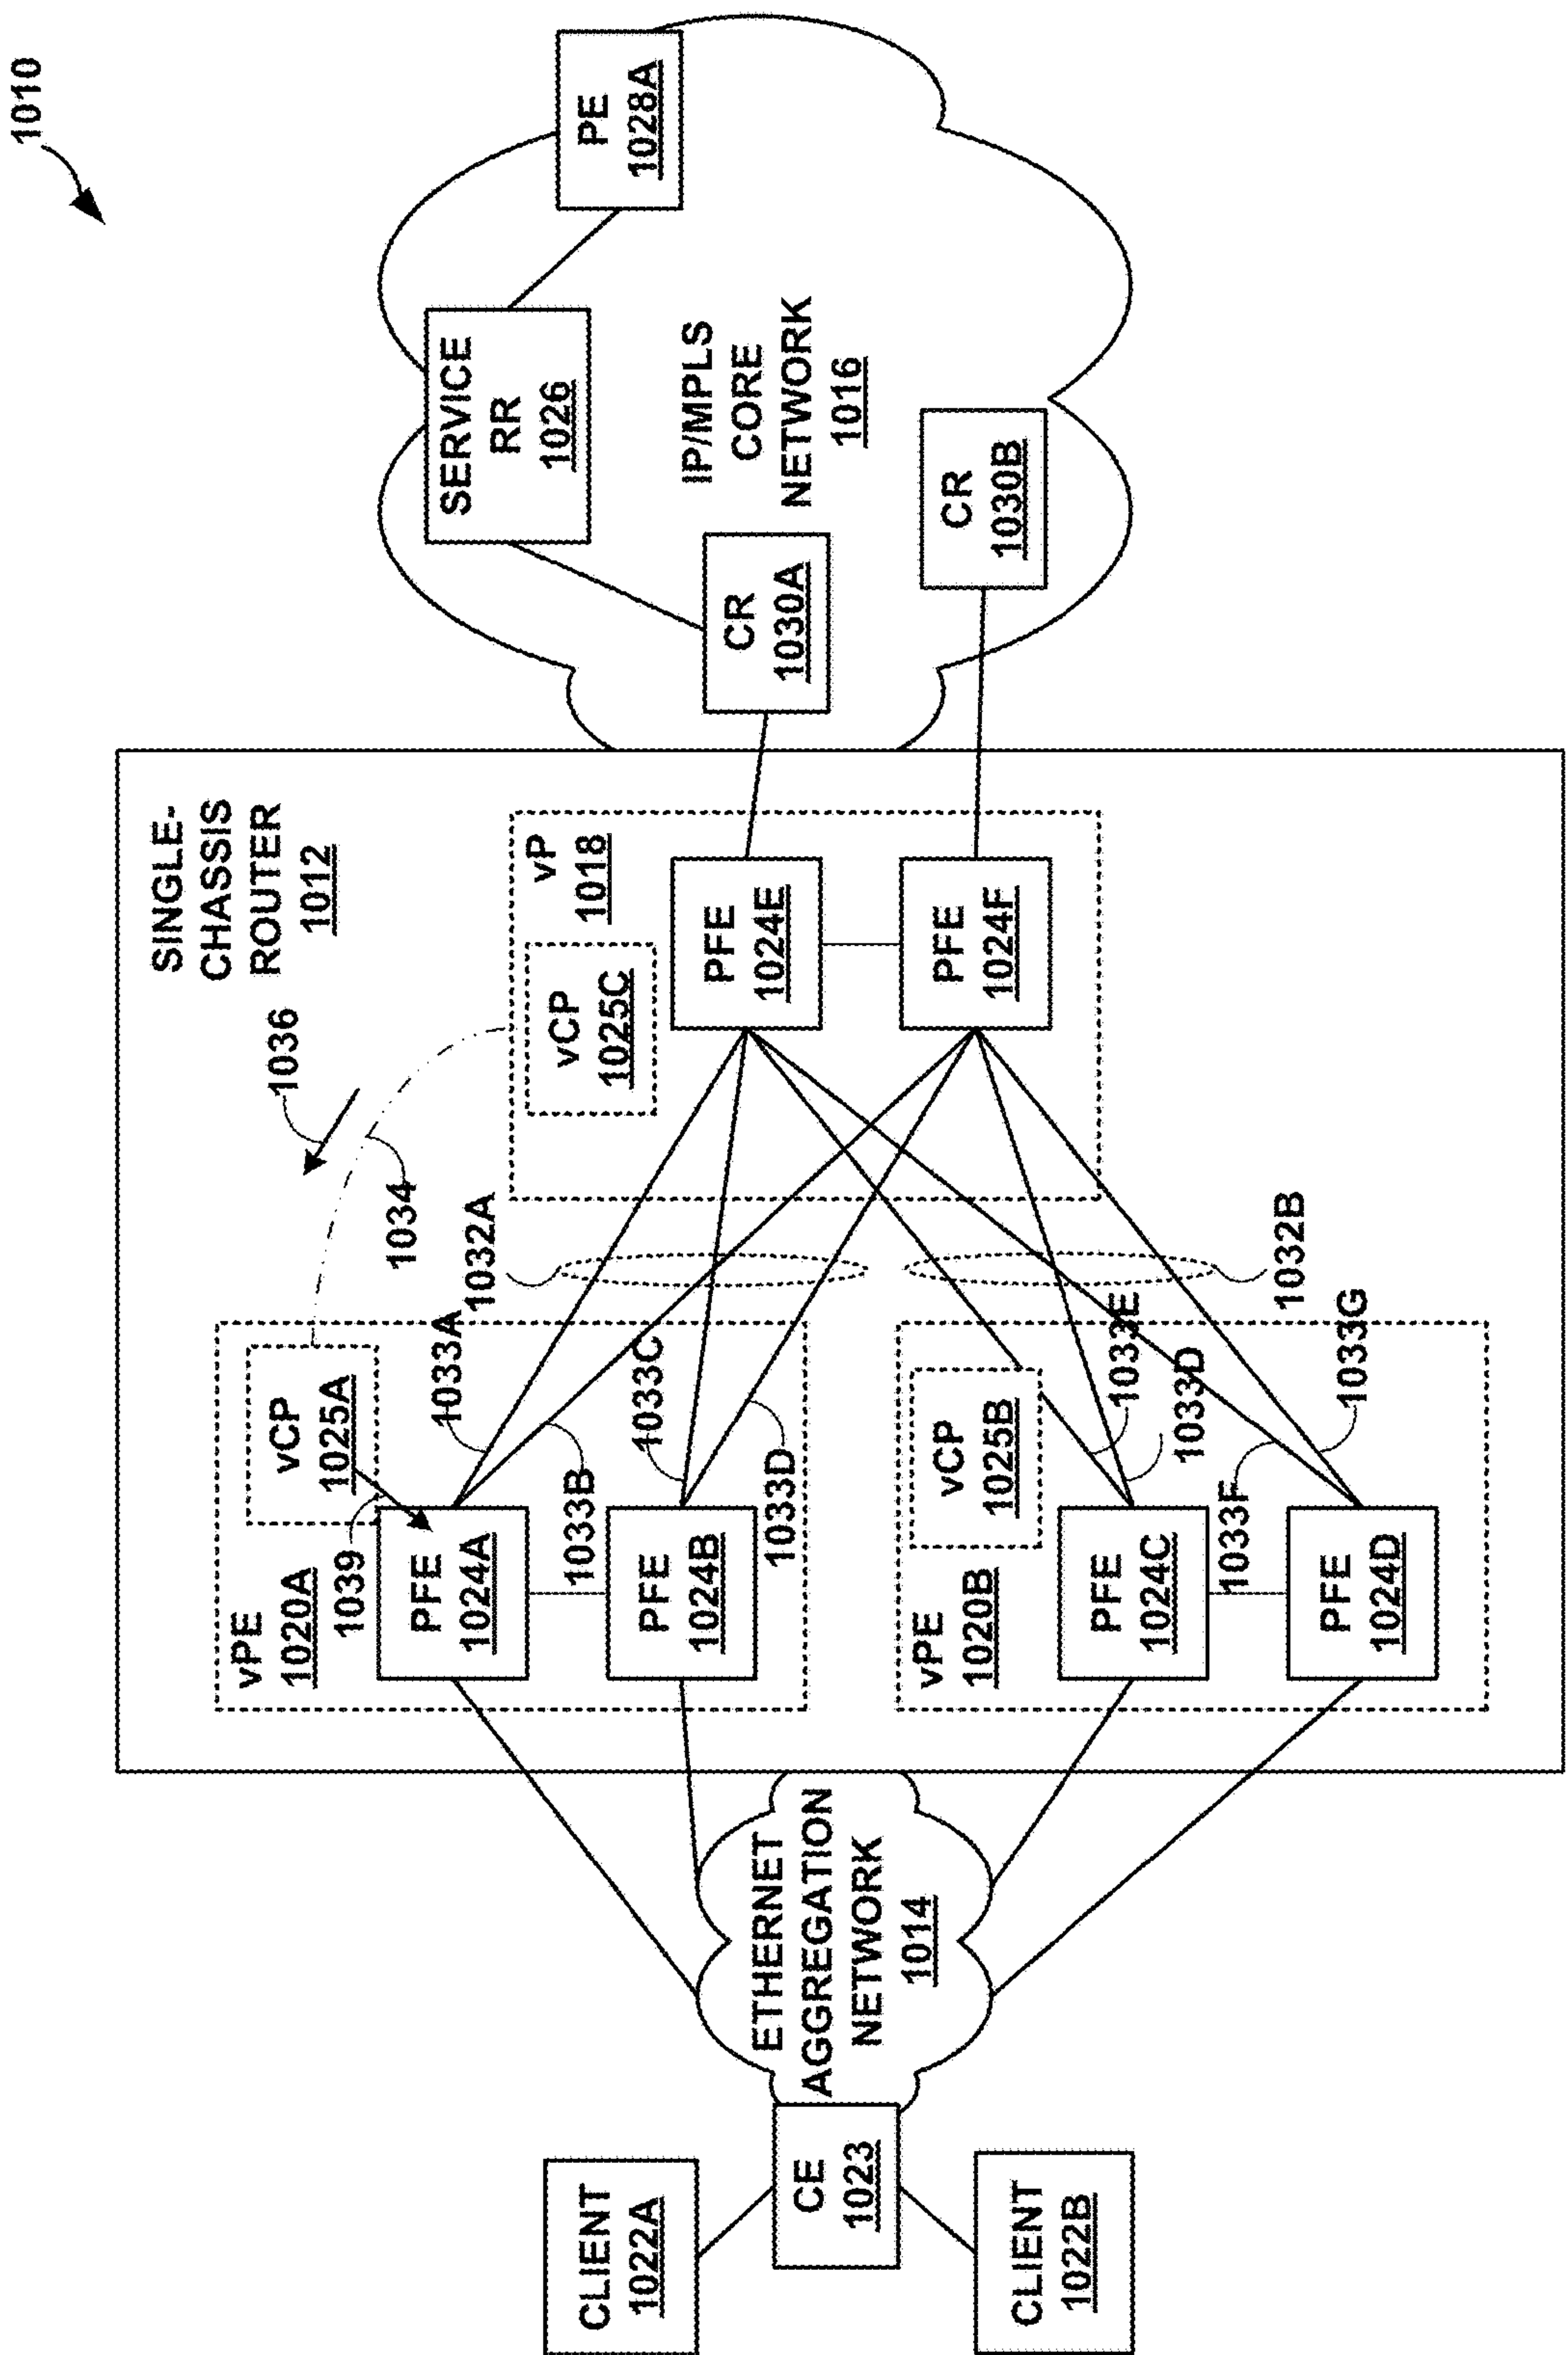 1010
SINGLE-
CHASSIS
ROUTER
1012
1036
1034
vPE
1020A
vCP
1025A
1039
PFE
1024A
PFE
1024B
1033A
1033B
1033C
1033D
1032A
vP
1018
vCP
1025C
PFE
1024E
PFE
1024F
vPE
1020B
vCP
1025B
PFE
1024C
PFE
1024D
1033E
1033D
1033F
1033G
1032B
CLIENT
1022A
CE
1023
CLIENT
1022B
ETHERNET
AGGREGATION
NETWORK
1014
SERVICE
RR
1026
PE
1028A
IP/MPLS
CORE
NETWORK
1016
CR
1030A
CR
1030B